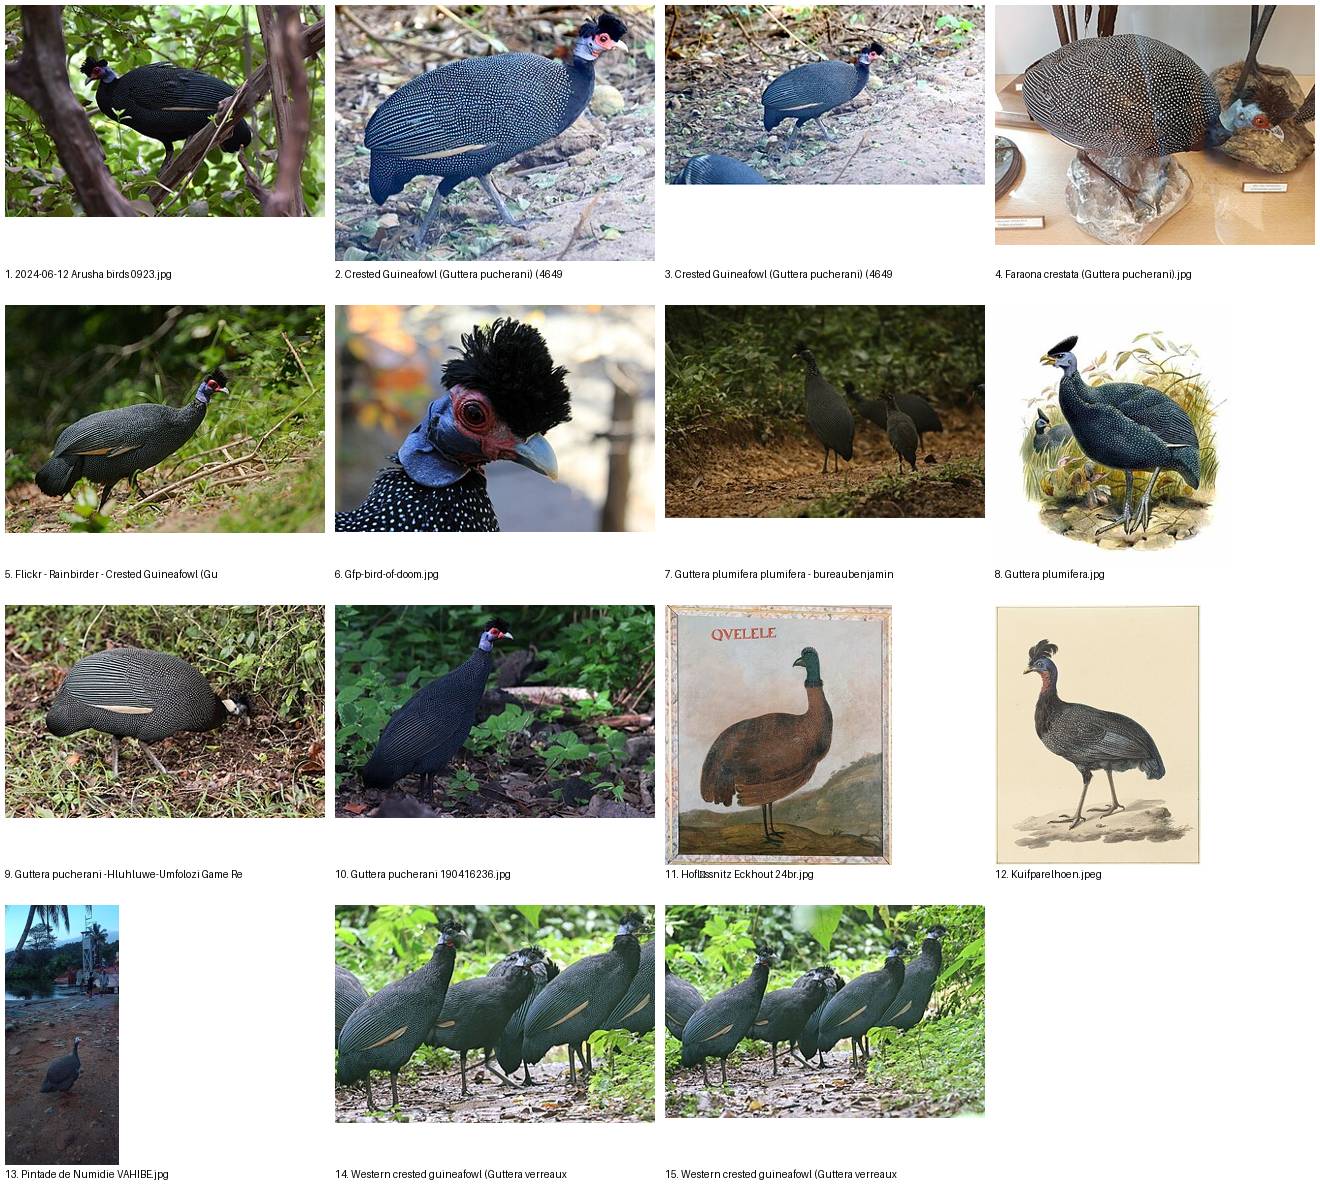 1. 2024-06-12 Arusha birds 0923.jpg
2. Crested Guineafowl (Guttera pucherani) (4649
3. Crested Guineafowl (Guttera pucherani) (4649
4. Faraona crestata (Guttera pucherani).jpg
5. Flickr - Rainbirder - Crested Guineafowl (Gu
6. Gfp-bird-of-doom.jpg
7. Guttera plumifera plumifera - bureaubenjamin
8. Guttera plumifera.jpg
QVELELE
9. Guttera pucherani -Hluhluwe-Umfolozi Game Re
10. Guttera pucherani 190416236.jpg
11. Eckhout 24br.jpg
12. Kuifparelhoen.jpeg
13. Pintade de Numidie VAHIBE.jpg
14. Western crested guineafowl (Guttera verreaux
15. Western crested guineafowl (Guttera verreaux